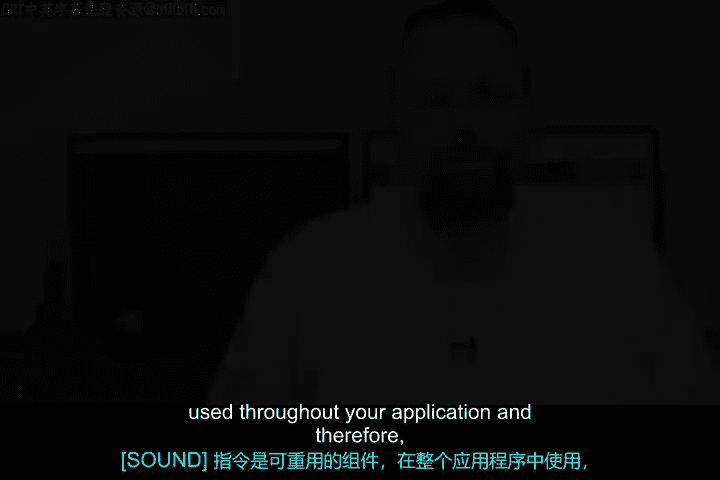 used throughout your application and
therefore,
[SOUND] 指令是可重用的组件，在整个应用程序中使用，